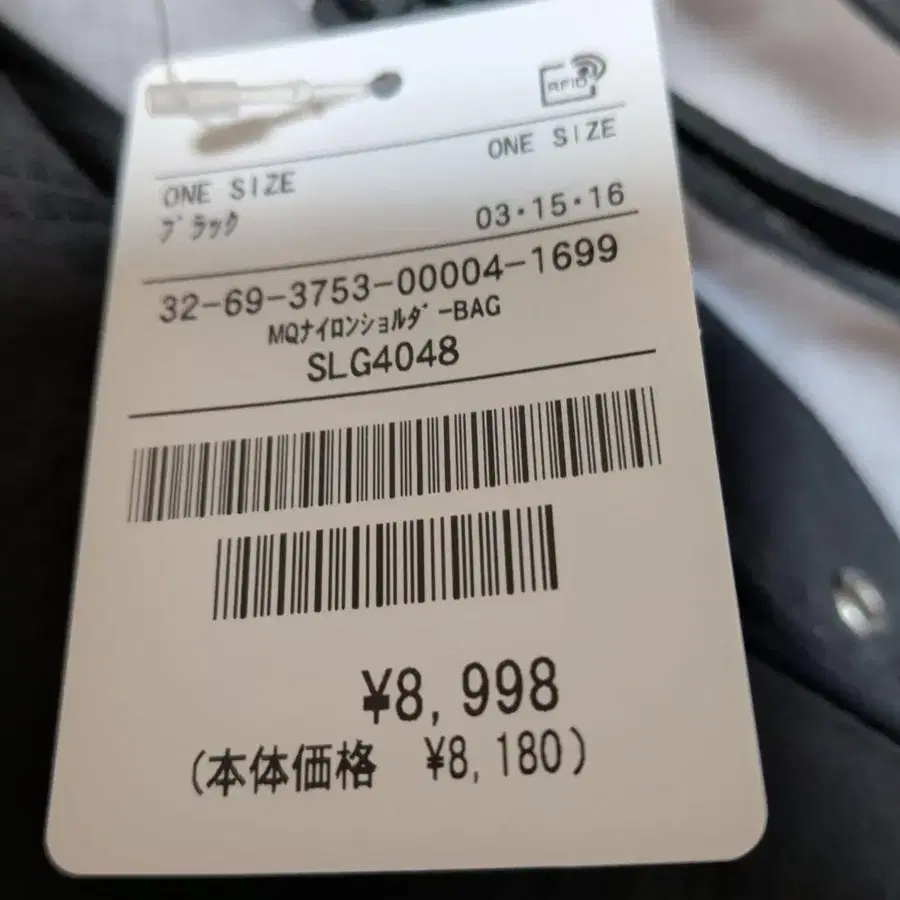 RFID
ONE SIZE
ONE SIZE
ﾌﾞﾗｯｸ
03・15・16
32-69-3753-00004-1699
MQﾅｲﾛﾝｼｮﾙﾀﾞｰBAG
SLG4048
¥8,998
(本体価格 ¥8,180)